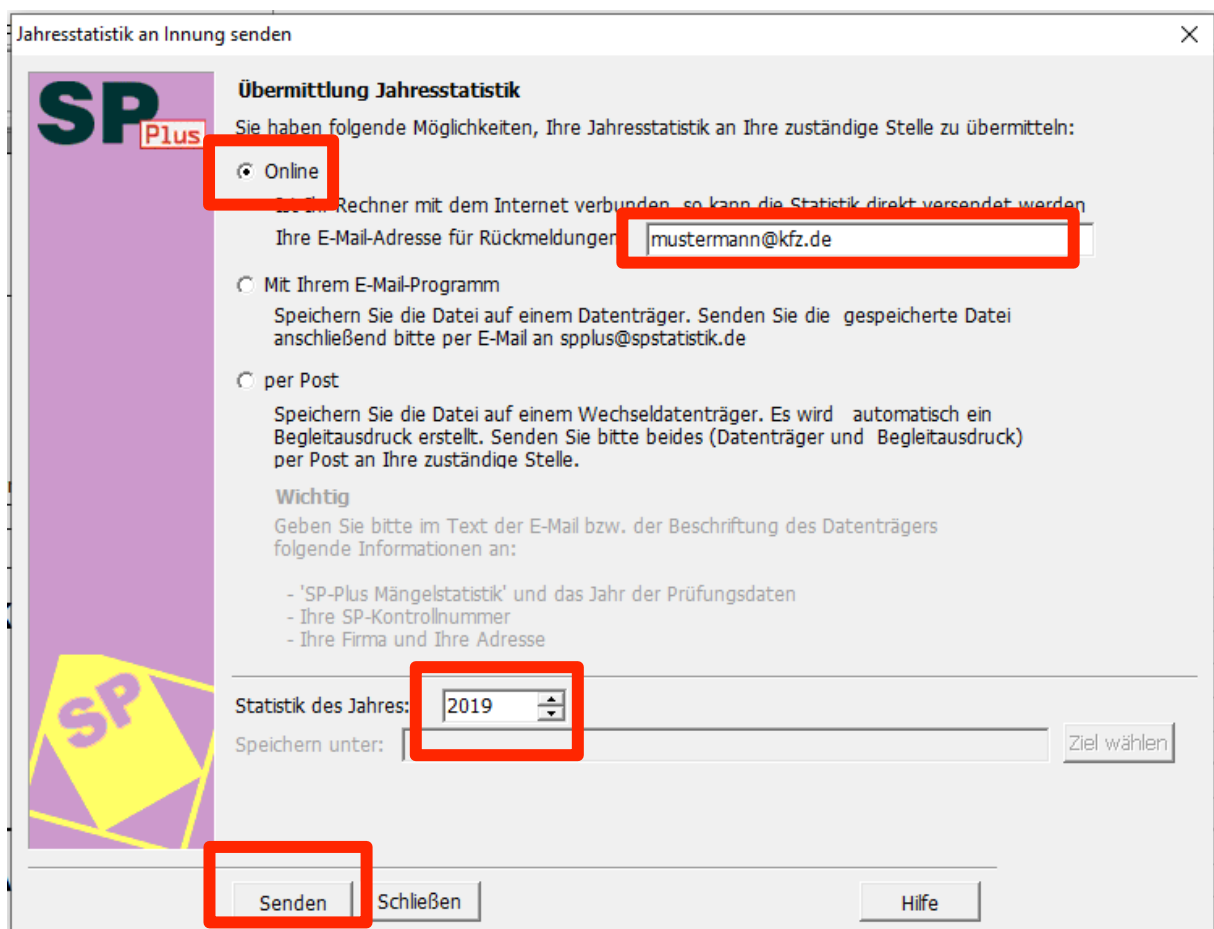 Jahresstatistik an Innung senden
SP
Plus
Übermittlung Jahresstatistik
Sie haben folgende Möglichkeiten, Ihre Jahresstatistik an Ihre zuständige Stelle zu übermitteln:
Online
Ist Ihr Rechner mit dem Internet verbunden, so kann die Statistik direkt versendet werden
Ihre E-Mail-Adresse für Rückmeldungen mustermann@kfz.de
Mit Ihrem E-Mail-Programm
Speichern Sie die Datei auf einem Datenträger. Senden Sie die gespeicherte Datei
anschließend bitte per E-Mail an spplus@spstatistik.de
per Post
Speichern Sie die Datei auf einem Wechseldatenträger. Es wird automatisch ein
Begleitausdruck erstellt. Senden Sie bitte beides (Datenträger und Begleitausdruck)
per Post an Ihre zuständige Stelle.
Wichtig
Geben Sie bitte im Text der E-Mail bzw. der Beschriftung des Datenträgers
folgende Informationen an:
- 'SP-Plus Mängelstatistik' und das Jahr der Prüfungsdaten
- Ihre SP-Kontrollnummer
- Ihre Firma und Ihre Adresse
SP
Statistik des Jahres: 2019
Speichern unter: Ziel wählen
Senden Schließen Hilfe